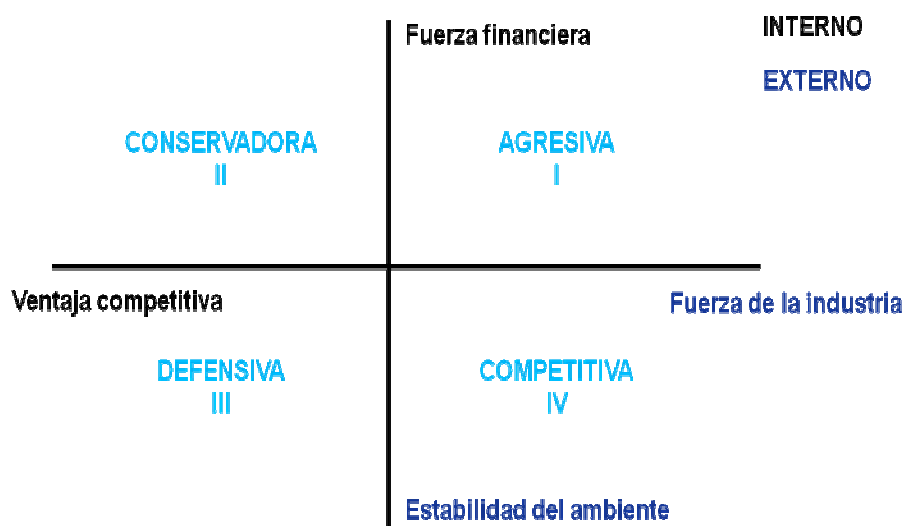 Fuerza financiera
INTERNO
EXTERNO
CONSERVADORA
II
AGRESIVA
I
Ventaja competitiva
Fuerza de la industria
DEFENSIVA
III
COMPETITIVA
IV
Estabilidad del ambiente